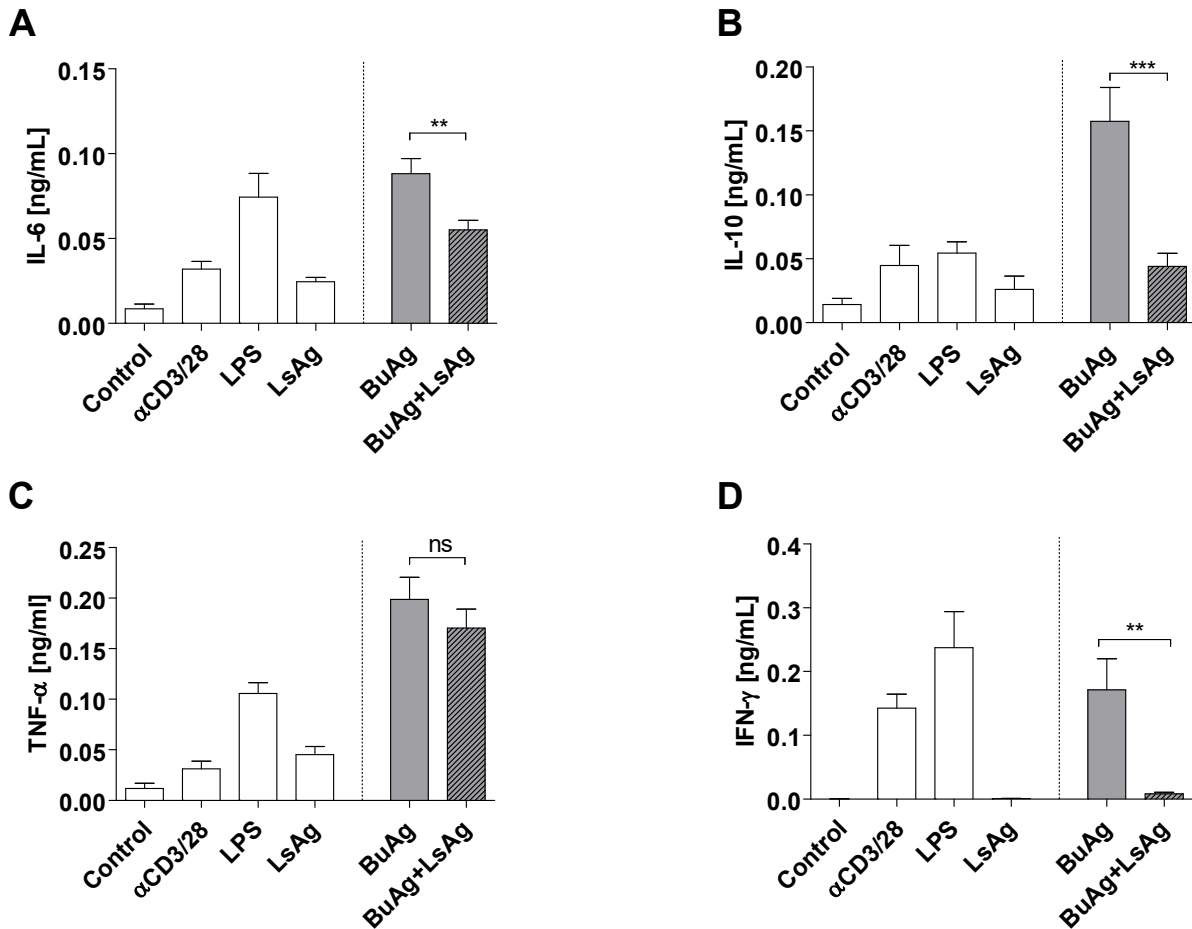 A
IL-6 [ng/mL]
0.15
0.10
0.05
0.00
**
Control
αCD3/28
LPS
LsAg
BuAg
BuAg+LsAg
B
IL-10 [ng/mL]
0.20
0.15
0.10
0.05
0.00
***
Control
αCD3/28
LPS
LsAg
BuAg
BuAg+LsAg
C
TNF-α [ng/ml]
0.25
0.20
0.15
0.10
0.05
0.00
ns
Control
αCD3/28
LPS
LsAg
BuAg
BuAg+LsAg
D
IFN-γ [ng/mL]
0.4
0.3
0.2
0.1
0.0
**
Control
αCD3/28
LPS
LsAg
BuAg
BuAg+LsAg